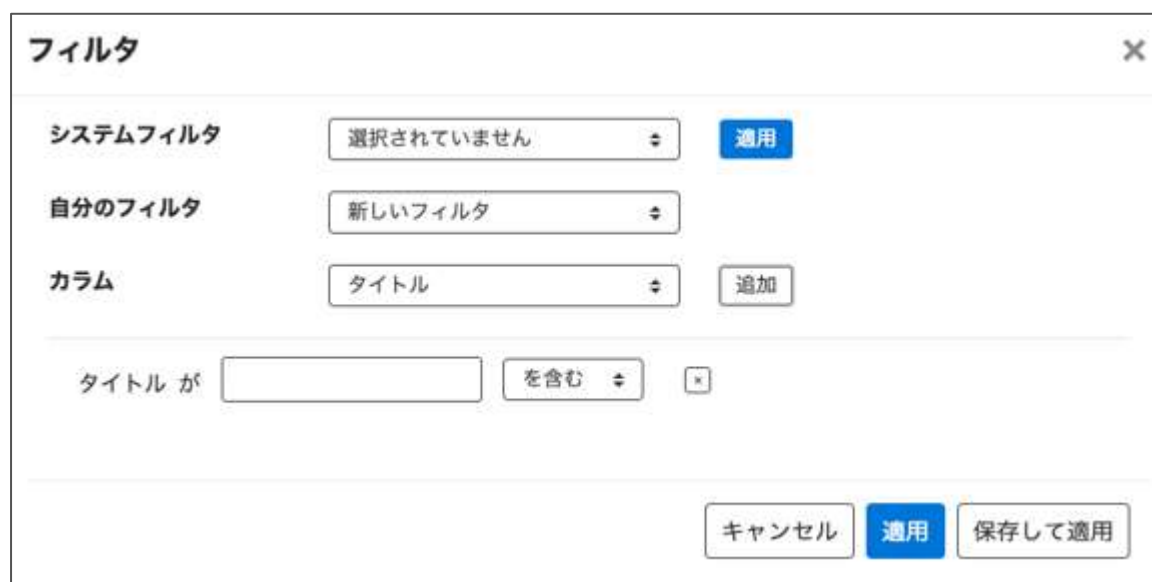 フィルタ
システムフィルタ 選択されていません 適用
自分のフィルタ 新しいフィルタ
カラム タイトル 追加
タイトル が を含む
キャンセル 適用 保存して適用